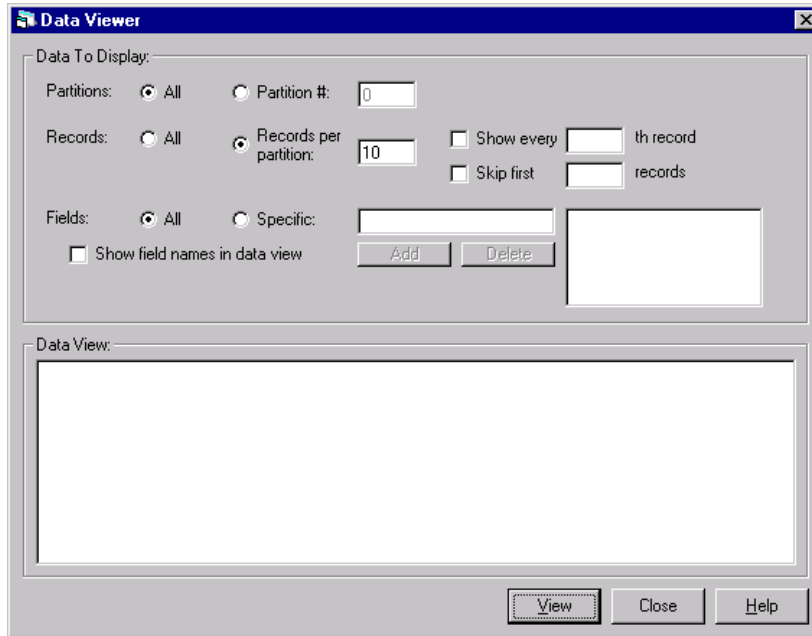 Data Viewer
Data To Display:
Partitions: All Partition #: 0
Records: All Records per partition: 10 Show every th record
Skip first records
Fields: All Specific:
Show field names in data view Add Delete
Data View:
View Close Help